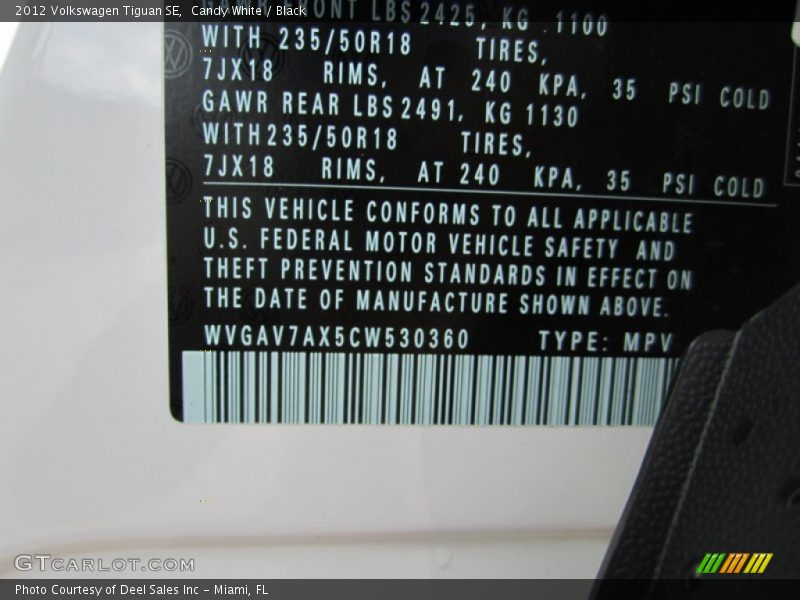 2012 Volkswagen Tiguan SE, Candy White / Black
GAWR FRONT LBS 2425, KG 1100
WITH 235/50R18 TIRES,
7JX18 RIMS, AT 240 KPA, 35 PSI COLD
GAWR REAR LBS 2491, KG 1130
WITH 235/50R18 TIRES,
7JX18 RIMS, AT 240 KPA, 35 PSI COLD
THIS VEHICLE CONFORMS TO ALL APPLICABLE
U.S. FEDERAL MOTOR VEHICLE SAFETY AND
THEFT PREVENTION STANDARDS IN EFFECT ON
THE DATE OF MANUFACTURE SHOWN ABOVE.
WVGAV7AX5CW530360 TYPE: MPV
GTCARLOT.COM
Photo Courtesy of Deel Sales Inc – Miami, FL